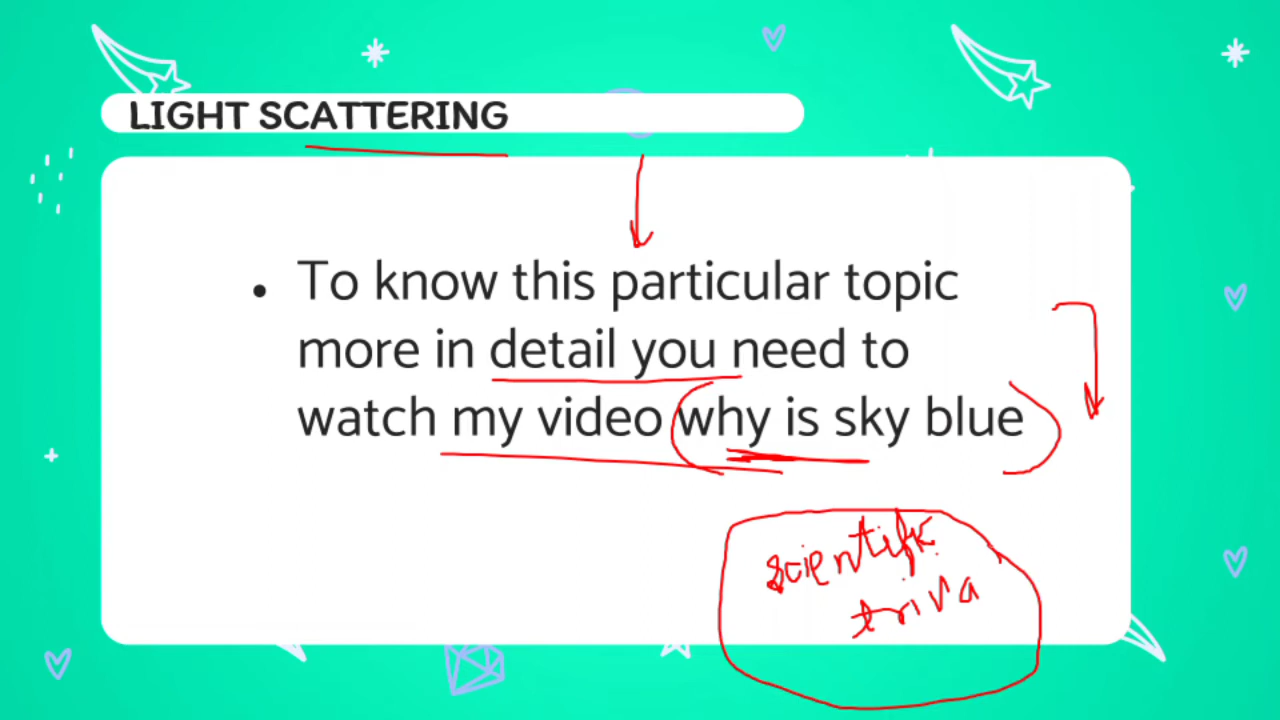 LIGHT SCATTERING
• To know this particular topic
more in detail you need to
watch my video why is sky blue
scientific
triva